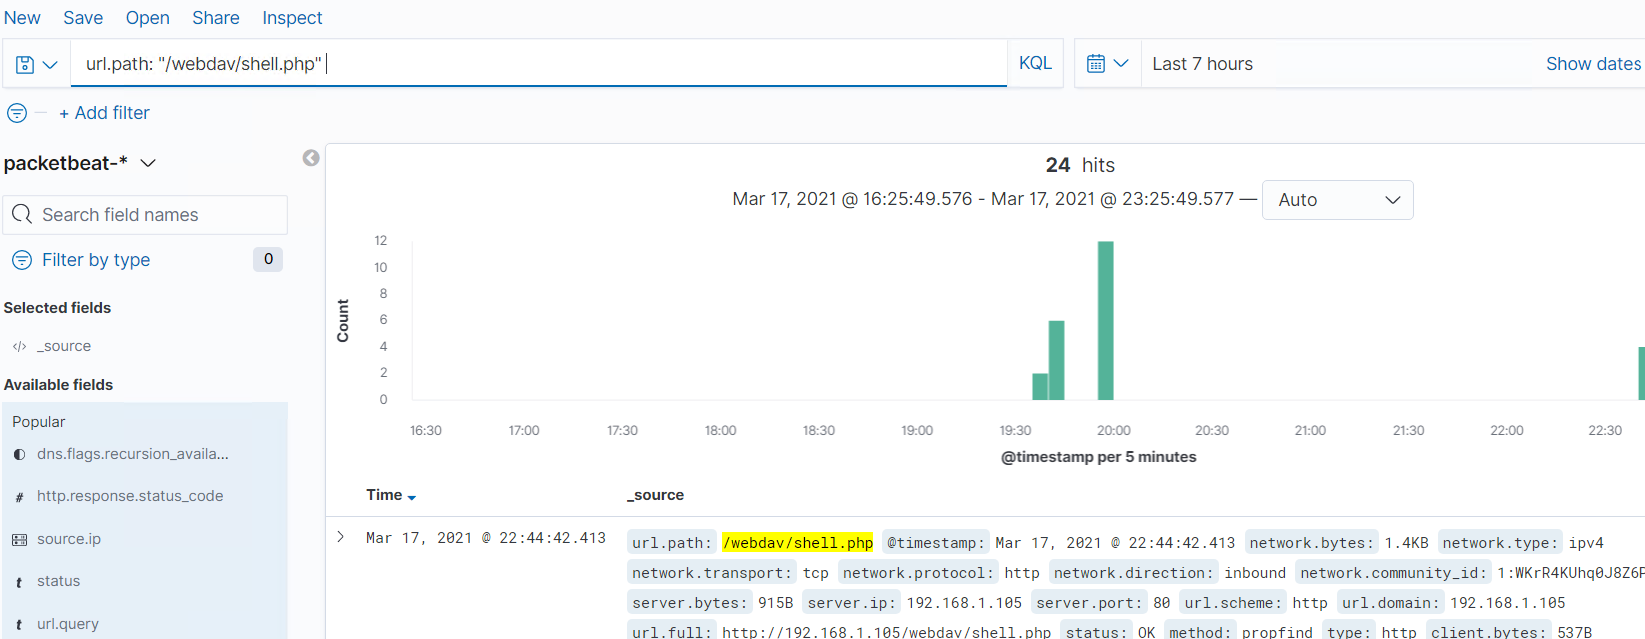 New Save Open Share Inspect
url.path: "/webdav/shell.php"
KQL
Last 7 hours
Show dates
+ Add filter
packetbeat-*
Search field names
Filter by type 0
Selected fields
_source
Available fields
Popular
dns.flags.recursion_availa...
# http.response.status_code
source.ip
t status
t url.query
24 hits
Mar 17, 2021 @ 16:25:49.576 - Mar 17, 2021 @ 23:25:49.577 — Auto
Count
12
10
8
6
4
2
0
16:30 17:00 17:30 18:00 18:30 19:00 19:30 20:00 20:30 21:00 21:30 22:00 22:30
@timestamp per 5 minutes
Time _source
Mar 17, 2021 @ 22:44:42.413
url.path: /webdav/shell.php @timestamp: Mar 17, 2021 @ 22:44:42.413 network.bytes: 1.4KB network.type: ipv4
network.transport: tcp network.protocol: http network.direction: inbound network.community_id: 1:WKrR4KUhq0J8Z6P
server.bytes: 915B server.ip: 192.168.1.105 server.port: 80 url.scheme: http url.domain: 192.168.1.105
url.full: http://192.168.1.105/webdav/shell.php status: OK method: propfind type: http client.bytes: 537B